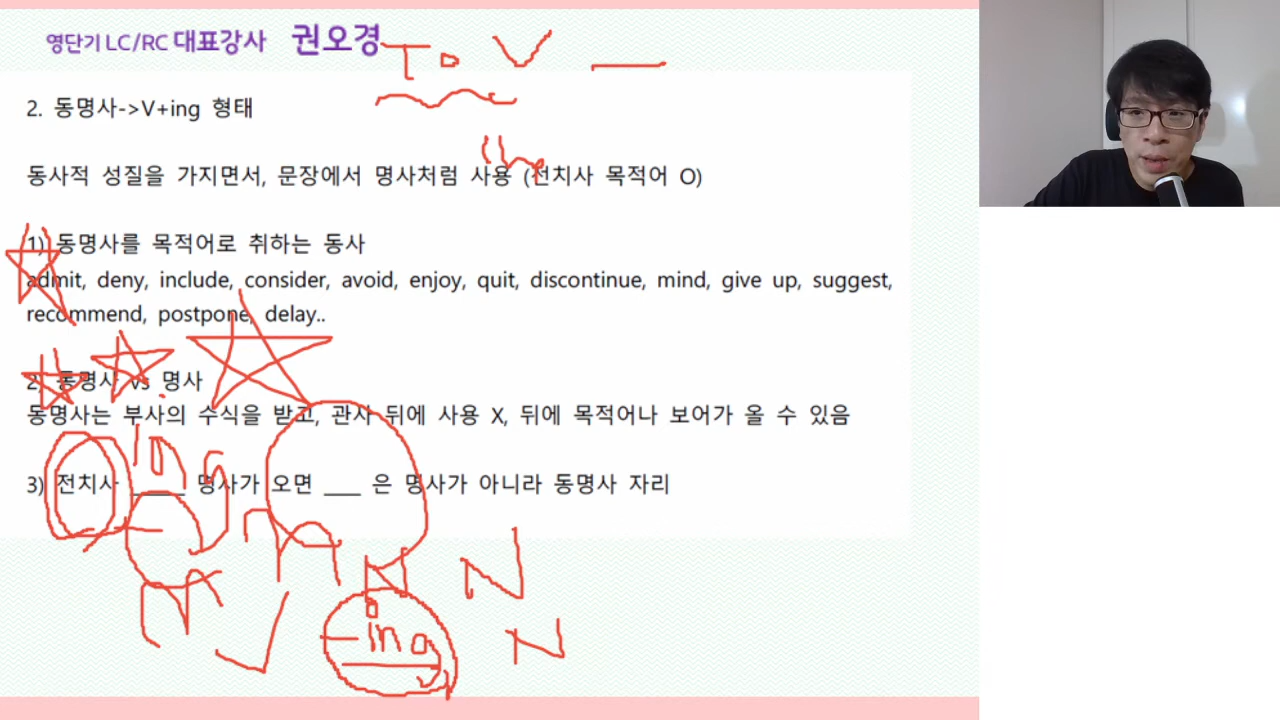 영단기 LC/RC 대표강사 권오경
To V
2. 동명사->V+ing 형태
동사적 성질을 가지면서, 문장에서 명사처럼 사용 (전치사 목적어 O)
1) 동명사를 목적어로 취하는 동사
admit, deny, include, consider, avoid, enjoy, quit, discontinue, mind, give up, suggest,
recommend, postpone, delay..
2) 동명사 vs 명사
동명사는 부사의 수식을 받고, 관사 뒤에 사용 X, 뒤에 목적어나 보어가 올 수 있음
3) 전치사 _____ 명사가 오면 ____ 은 명사가 아니라 동명사 자리
N N
ing N